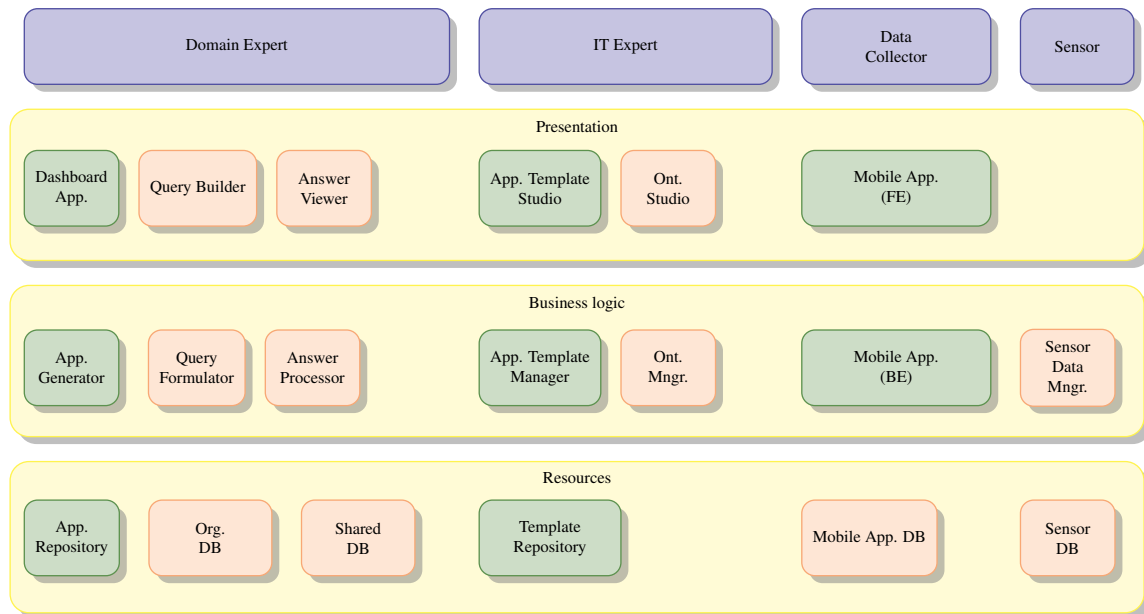 Domain Expert
IT Expert
Data
Collector
Sensor
Presentation
Dashboard
App.
Query Builder
Answer
Viewer
App. Template
Studio
Ont.
Studio
Mobile App.
(FE)
Business logic
App.
Generator
Query
Formulator
Answer
Processor
App. Template
Manager
Ont.
Mngr.
Mobile App.
(BE)
Sensor
Data
Mngr.
Resources
App.
Repository
Org.
DB
Shared
DB
Template
Repository
Mobile App. DB
Sensor
DB